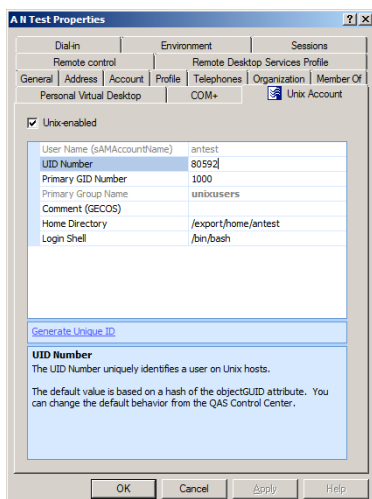 A N Test Properties
Dial-in Environment Sessions
Remote control Remote Desktop Services Profile
General Address Account Profile Telephones Organization Member Of
Personal Virtual Desktop COM+ Unix Account
Unix-enabled
User Name (sAMAccountName) antest
UID Number 80592
Primary GID Number 1000
Primary Group Name unixusers
Comment (GECOS)
Home Directory /export/home/antest
Login Shell /bin/bash
Generate Unique ID
UID Number
The UID Number uniquely identifies a user on Unix hosts.
The default value is based on a hash of the objectGUID attribute. You
can change the default behavior from the QAS Control Center.
OK Cancel Apply Help